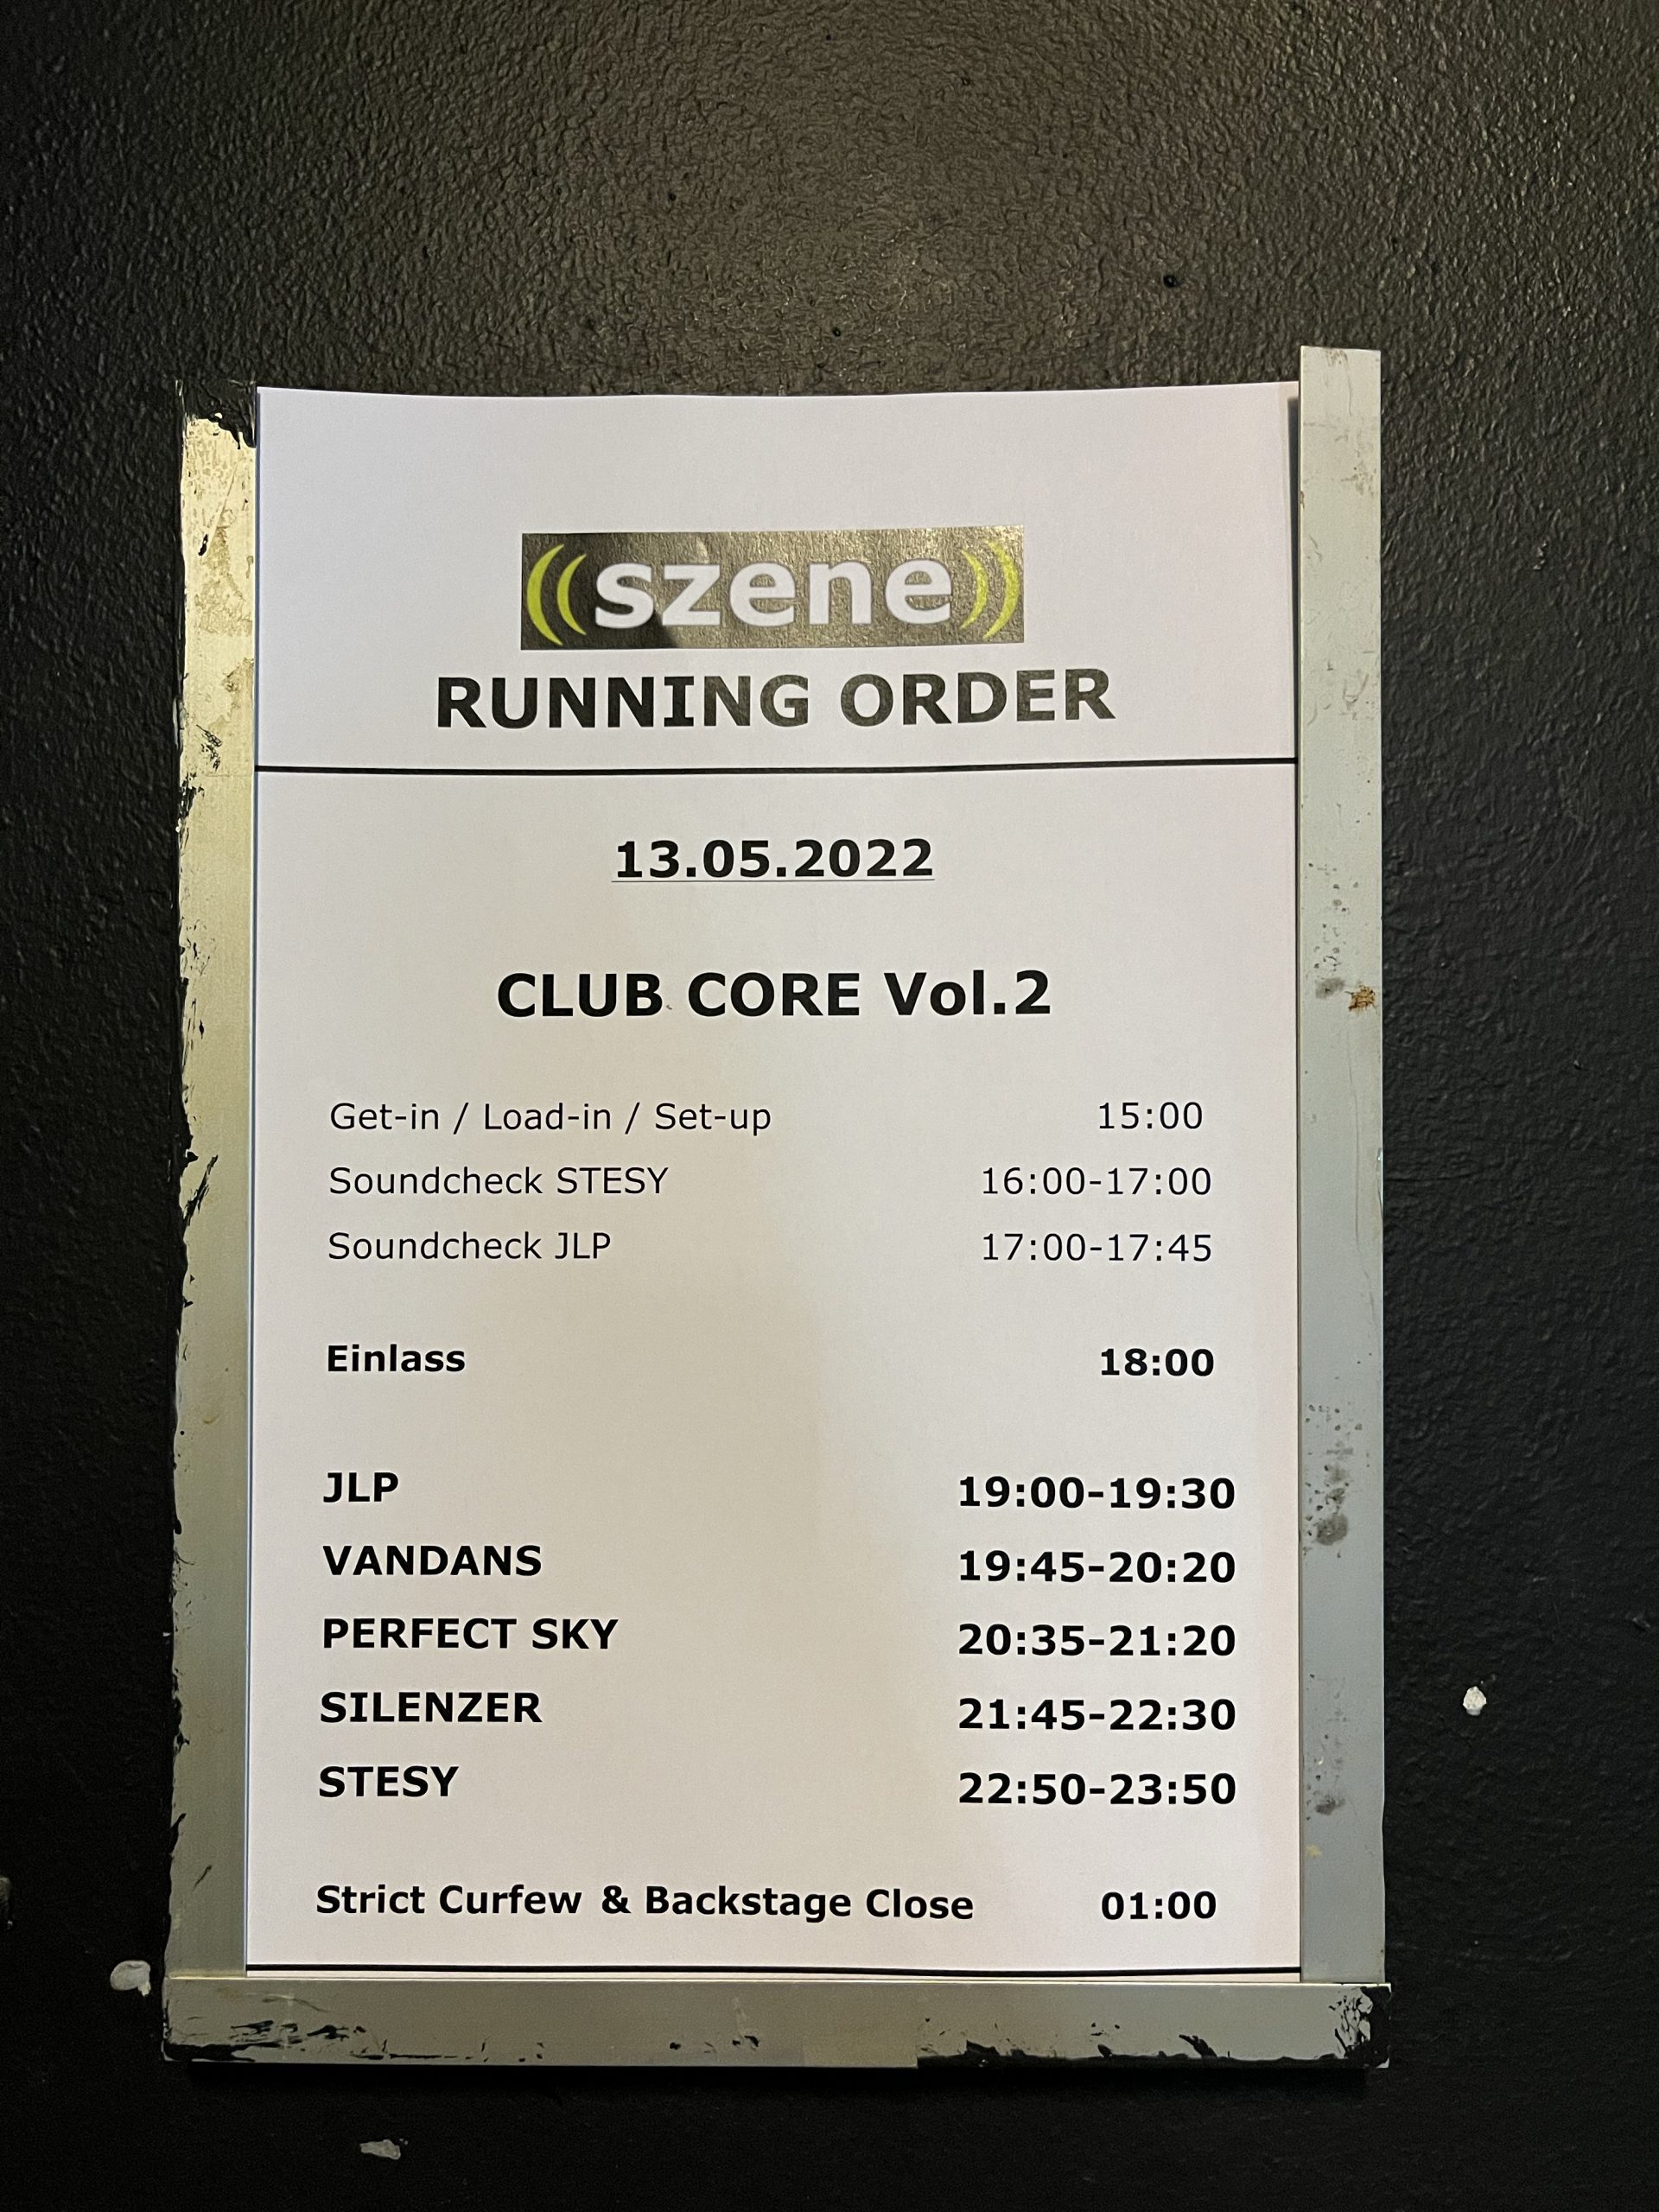 ((szene))
RUNNING ORDER
13.05.2022
CLUB CORE Vol.2
Get-in / Load-in / Set-up 15:00
Soundcheck STESY 16:00-17:00
Soundcheck JLP 17:00-17:45
Einlass 18:00
JLP 19:00-19:30
VANDANS 19:45-20:20
PERFECT SKY 20:35-21:20
SILENZER 21:45-22:30
STESY 22:50-23:50
Strict Curfew & Backstage Close 01:00